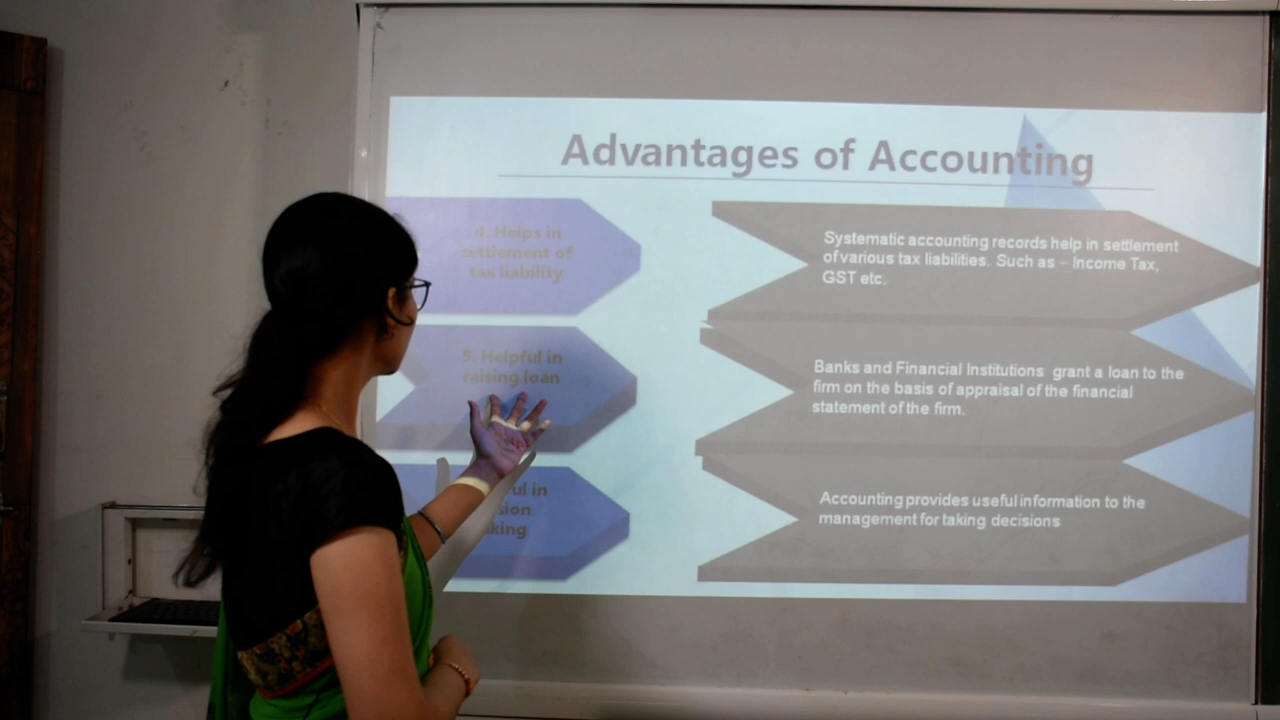 Advantages of Accounting
4. Helps in
settlement of
tax liability
Systematic accounting records help in settlement
of various tax liabilities. Such as – Income Tax,
GST etc.
5. Helpful in
raising loan
Banks and Financial Institutions grant a loan to the
firm on the basis of appraisal of the financial
statement of the firm.
in
Accounting provides useful information to the
management for taking decisions